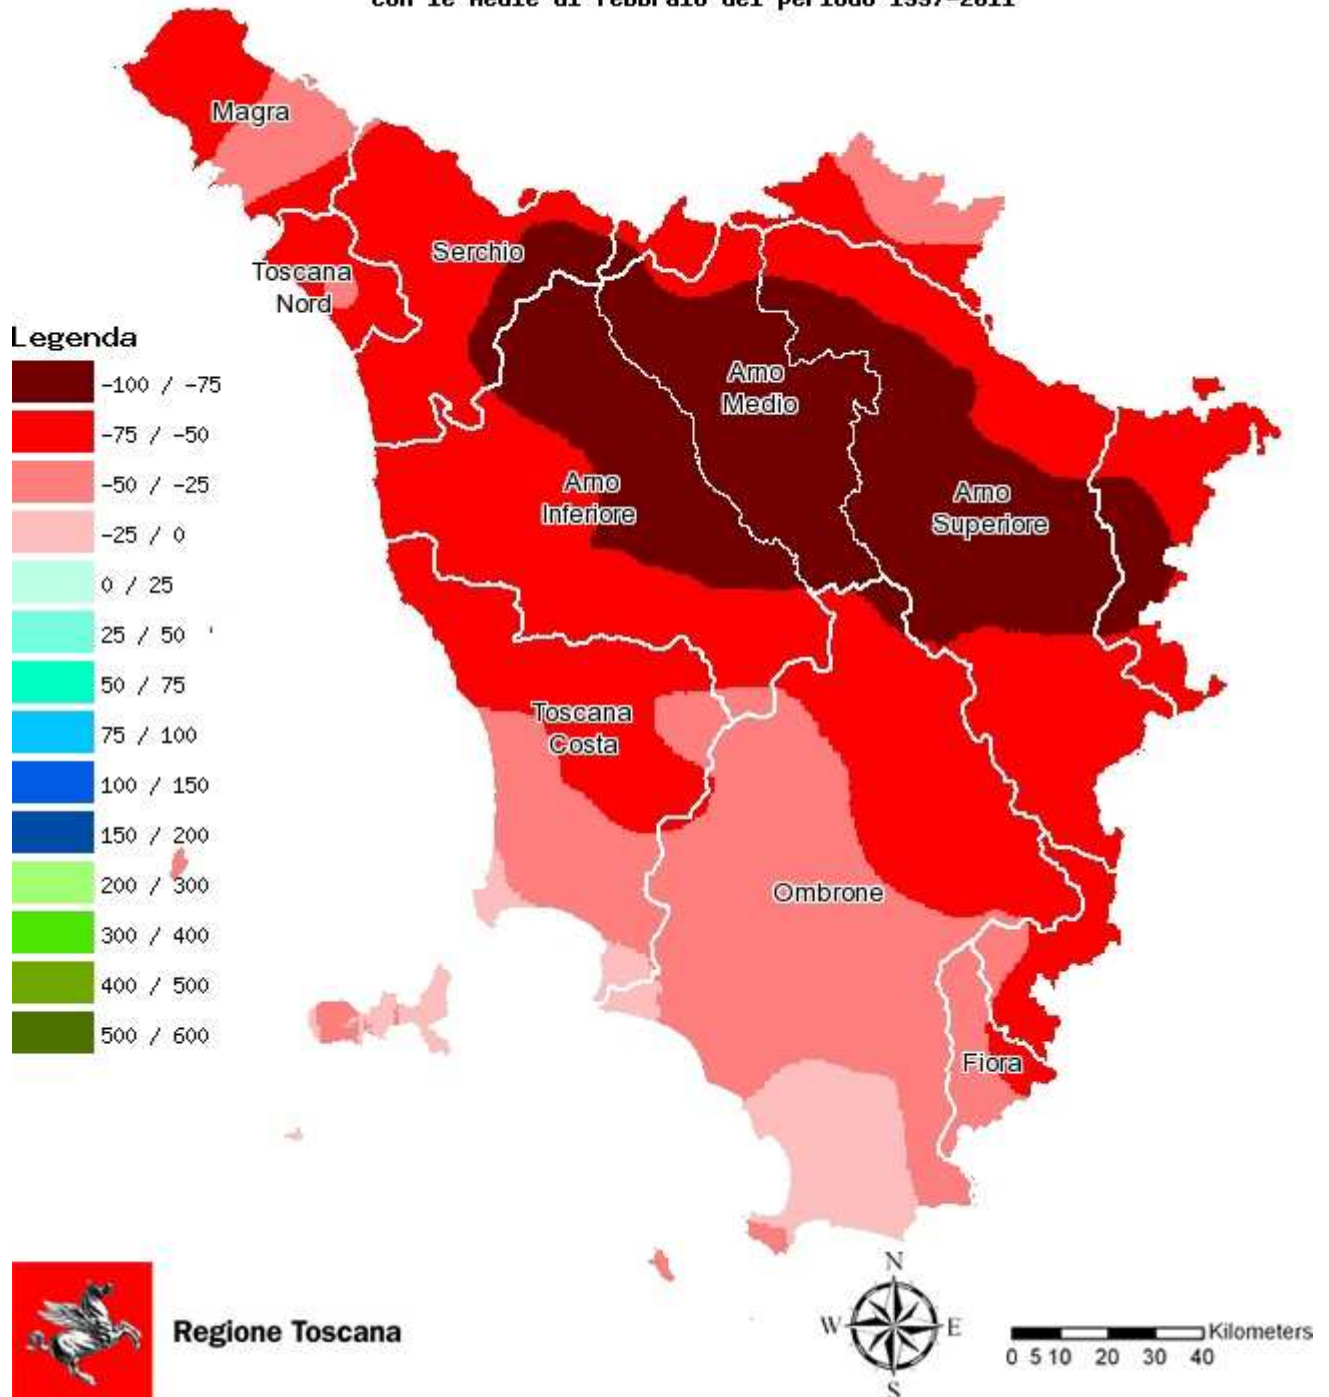 con le Medie di febbraio del periodo 1997-2011
Magra
Serchio
Toscana
Nord
Legenda
-100 / -75
-75 / -50
-50 / -25
-25 / 0
0 / 25
25 / 50
50 / 75
75 / 100
100 / 150
150 / 200
200 / 300
300 / 400
400 / 500
500 / 600
Arno
Medio
Arno
Inferiore
Arno
Superiore
Toscana
Costa
Ombrone
Fiora
Regione Toscana
N
W
E
S
Kilometers
0 5 10 20 30 40